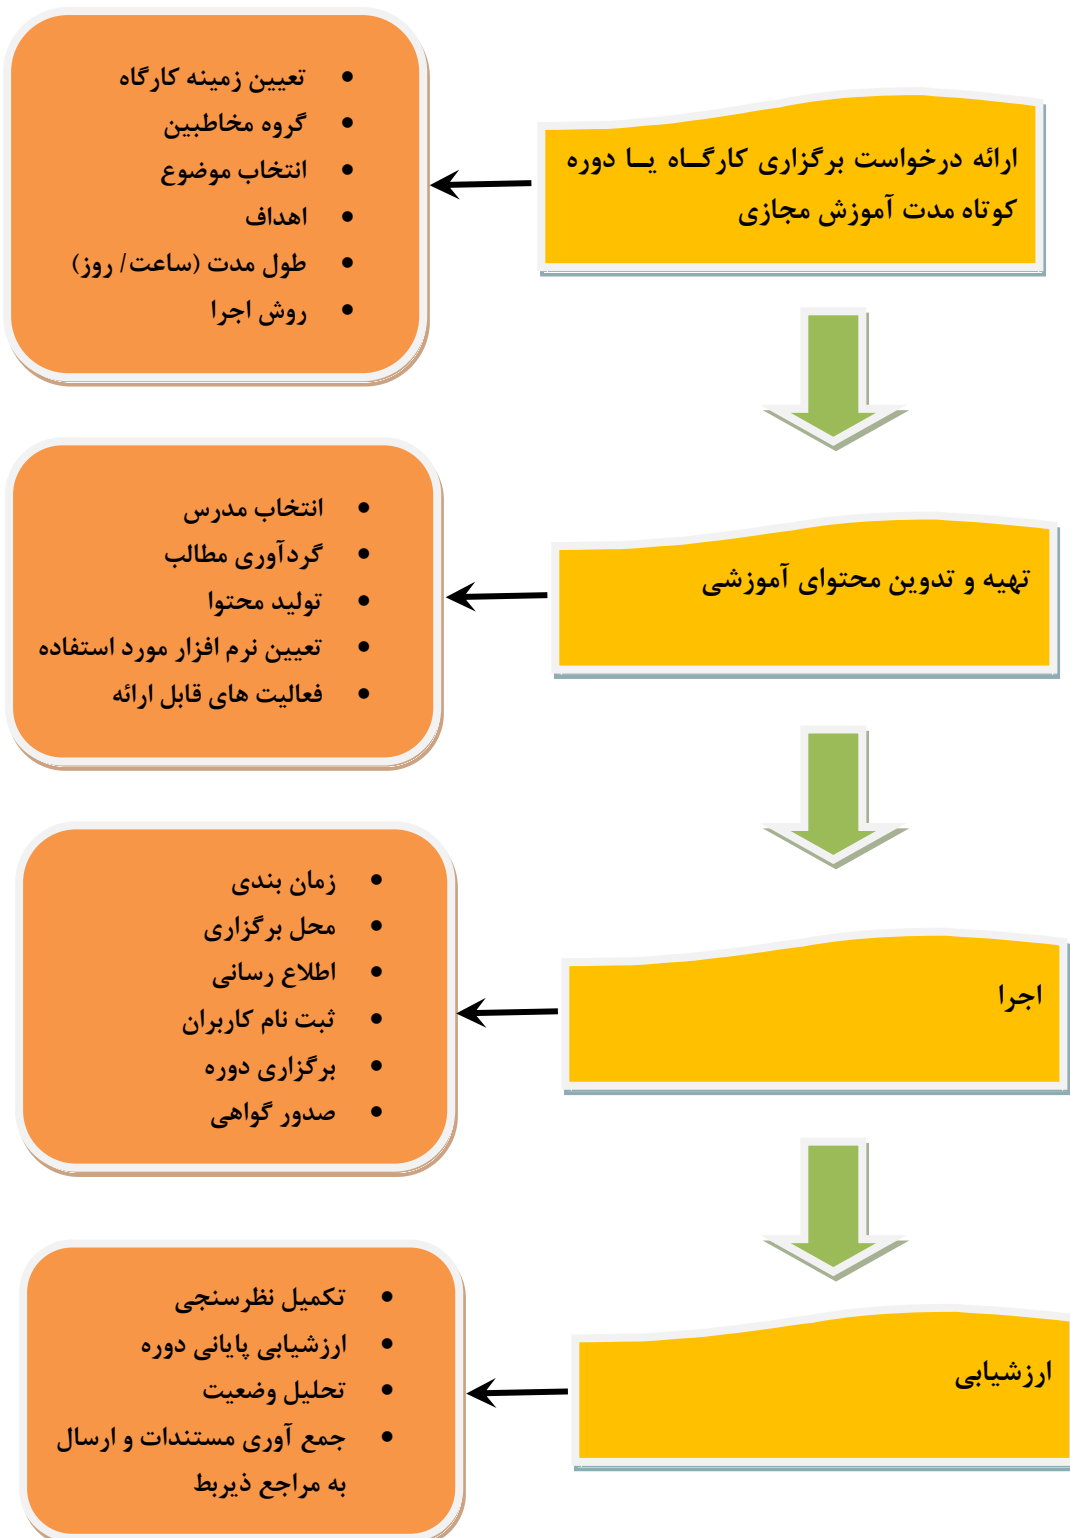 ارائه درخواست برگزاری کارگاه یا دوره
کوتاه مدت آموزش مجازی
• تعیین زمینه کارگاه
• گروه مخاطبین
• انتخاب موضوع
• اهداف
• طول مدت (ساعت/ روز)
• روش اجرا
تهیه و تدوین محتوای آموزشی
• انتخاب مدرس
• گردآوری مطالب
• تولید محتوا
• تعیین نرم افزار مورد استفاده
• فعالیت های قابل ارائه
اجرا
• زمان بندی
• محل برگزاری
• اطلاع رسانی
• ثبت نام کاربران
• برگزاری دوره
• صدور گواهی
ارزشیابی
• تکمیل نظرسنجی
• ارزشیابی پایانی دوره
• تحلیل وضعیت
• جمع آوری مستندات و ارسال
به مراجع ذیربط